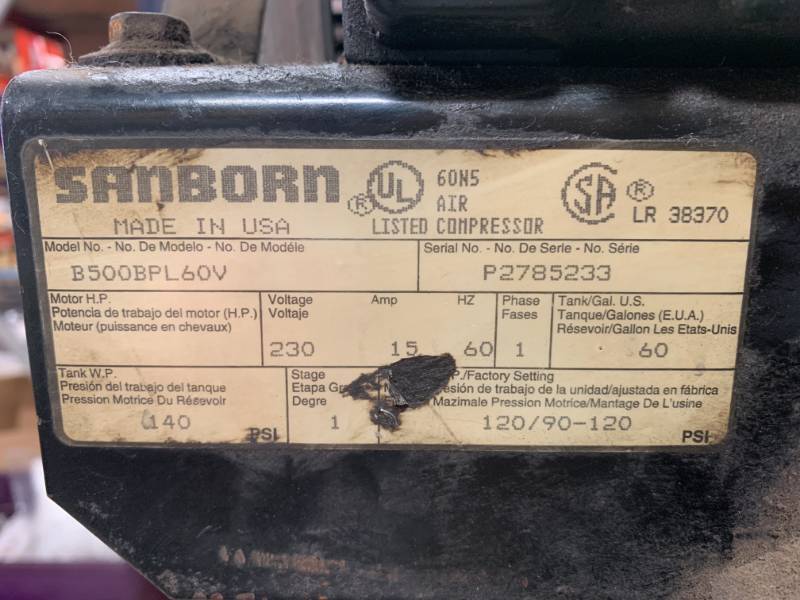 SANBORN ®
MADE IN USA
UL ®
LISTED
60N5
AIR
COMPRESSOR
SA ®
LR 38370
Model No. - No. De Modelo - No. De Modéle
B500BPL60V
Serial No. - No. De Serie - No. Série
P2785233
Motor H.P.
Potencia de trabajo del motor (H.P.)
Moteur (puissance en chevaux)
Voltage Amp HZ
Voltaje
230 15 60
Phase
Fases
1
Tank/Gal. U.S.
Tanque/Galones (E.U.A.)
Résevoir/Gallon Les Etats-Unis
60
Tank W.P.
Presión del trabajo del tanque
Pression Motrice Du Résevoir
140 PSI
Stage
Etapa
Degre
1
P./Factory Setting
esión de trabajo de la unidad/ajustada en fábrica
Mazimale Pression Motrice/Mantage De L'usine
120/90-120 PSI